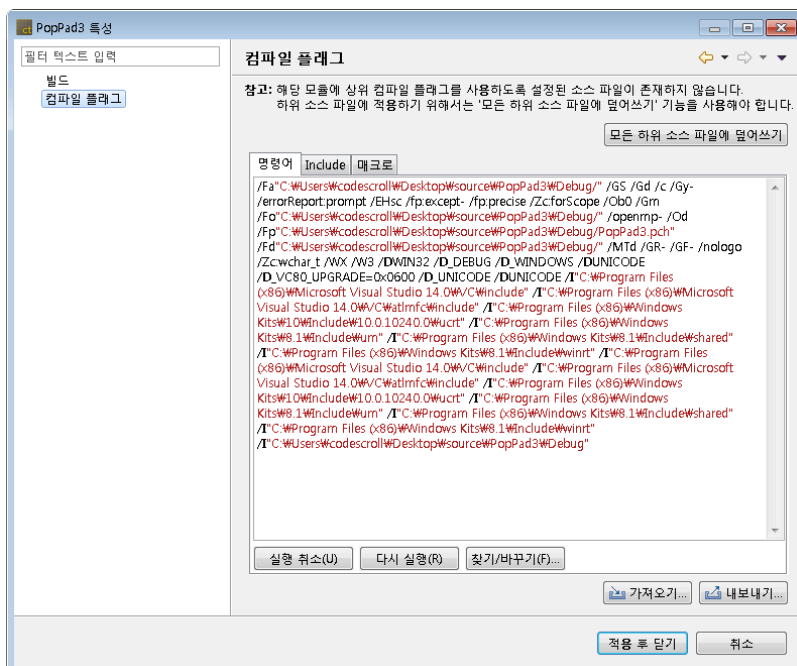 ct PopPad3 특성
필터 텍스트 입력
빌드
컴파일 플래그
컴파일 플래그
참고: 해당 모듈에 상위 컴파일 플래그를 사용하도록 설정된 소스 파일이 존재하지 않습니다.
하위 소스 파일에 적용하기 위해서는 '모든 하위 소스 파일에 덮어쓰기' 기능을 사용해야 합니다.
모든 하위 소스 파일에 덮어쓰기
명령어 Include 매크로
/Fa"C:₩Users₩codescroll₩Desktop₩source₩PopPad3₩Debug/" /GS /Gd /c /Gy-
/errorReport:prompt /EHsc /fp:except- /fp:precise /Zc:forScope /Ob0 /Gm
/Fo"C:₩Users₩codescroll₩Desktop₩source₩PopPad3₩Debug/" /openmp- /Od
/Fp"C:₩Users₩codescroll₩Desktop₩source₩PopPad3₩Debug/PopPad3.pch"
/Fd"C:₩Users₩codescroll₩Desktop₩source₩PopPad3₩Debug/" /MTd /GR- /GF- /nologo
/Zc:wchar_t /WX /W3 /DWIN32 /D_DEBUG /D_WINDOWS /DUNICODE
/D_VC80_UPGRADE=0x0600 /D_UNICODE /DUNICODE /I"C:₩Program Files
(x86)₩Microsoft Visual Studio 14.0₩VC₩include" /I"C:₩Program Files (x86)₩Microsoft
Visual Studio 14.0₩VC₩atlmfc₩include" /I"C:₩Program Files (x86)₩Windows
Kits₩10₩Include₩10.0.10240.0₩ucrt" /I"C:₩Program Files (x86)₩Windows
Kits₩8.1₩Include₩um" /I"C:₩Program Files (x86)₩Windows Kits₩8.1₩Include₩shared"
/I"C:₩Program Files (x86)₩Windows Kits₩8.1₩Include₩winrt" /I"C:₩Program Files
(x86)₩Microsoft Visual Studio 14.0₩VC₩include" /I"C:₩Program Files (x86)₩Microsoft
Visual Studio 14.0₩VC₩atlmfc₩include" /I"C:₩Program Files (x86)₩Windows
Kits₩10₩Include₩10.0.10240.0₩ucrt" /I"C:₩Program Files (x86)₩Windows
Kits₩8.1₩Include₩um" /I"C:₩Program Files (x86)₩Windows Kits₩8.1₩Include₩shared"
/I"C:₩Program Files (x86)₩Windows Kits₩8.1₩Include₩winrt"
/I"C:₩Users₩codescroll₩Desktop₩source₩PopPad3₩Debug"
실행 취소(U) 다시 실행(R) 찾기/바꾸기(F)...
가져오기... 내보내기...
적용 후 닫기 취소